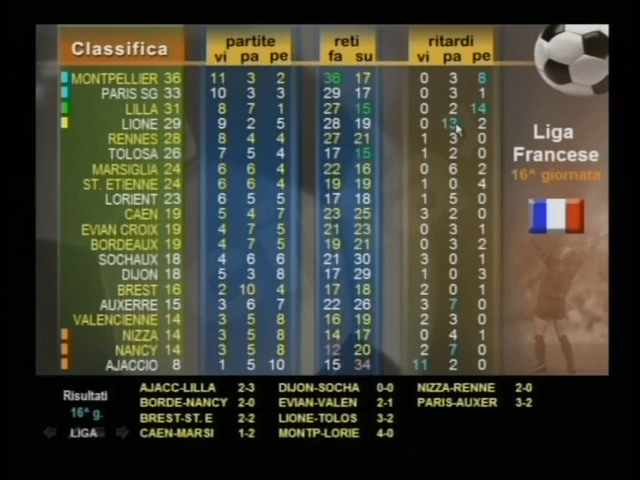 Classifica
partite
reti
ritardi
vi pa pe
fa su
vi pa pe
MONTPELLIER 36 11 3 2 36 17 0 3 8
PARIS SG 33 10 3 3 29 17 0 3 1
LILLA 31 8 7 1 27 15 0 2 14
LIONE 29 9 2 5 28 19 0 13 2
RENNES 28 8 4 4 27 21 1 3 0
TOLOSA 26 7 5 4 17 15 1 2 0
MARSIGLIA 24 6 6 4 22 16 0 6 2
ST. ETIENNE 24 6 6 4 19 19 1 0 4
LORIENT 23 6 5 5 17 18 1 5 0
CAEN 19 5 4 7 23 25 3 2 0
EVIAN CROIX 19 4 7 5 21 23 0 3 1
BORDEAUX 19 4 7 5 19 21 0 3 2
SOCHAUX 18 4 6 6 21 30 3 0 1
DIJON 18 5 3 8 17 29 1 0 3
BREST 16 2 10 4 17 18 2 0 1
AUXERRE 15 3 6 7 22 26 3 7 0
VALENCIENNE 14 3 5 8 16 19 2 3 0
NIZZA 14 3 5 8 14 17 0 4 1
NANCY 14 3 5 8 12 20 2 7 0
AJACCIO 8 1 5 10 15 34 11 2 0
Liga
Francese
16^ giornata
Risultati
16^ g.
LIGA
AJACC-LILLA 2-3 DIJON-SOCHA 0-0 NIZZA-RENNE 2-0
BORDE-NANCY 2-0 EVIAN-VALEN 2-1 PARIS-AUXER 3-2
BREST-ST. E 2-2 LIONE-TOLOS 3-2
CAEN-MARSI 1-2 MONTP-LORIE 4-0